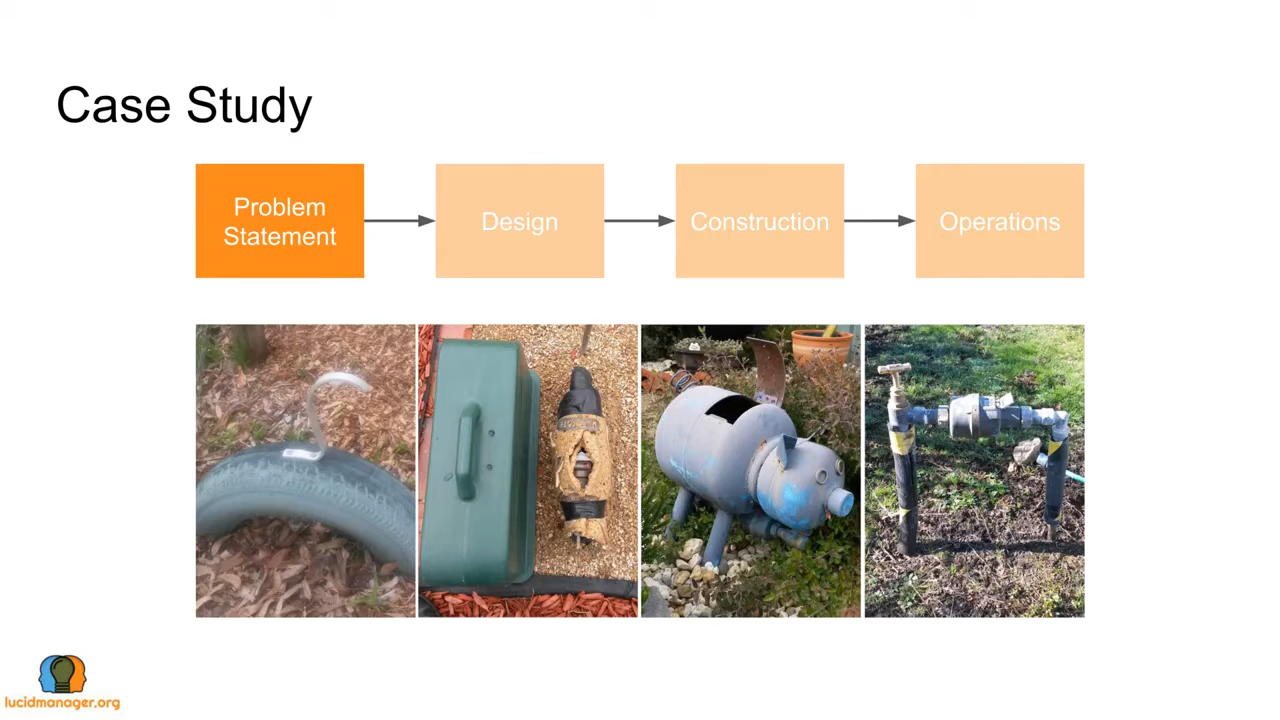 Case Study
Problem
Statement
Design
Construction
Operations
lucidmanager.org